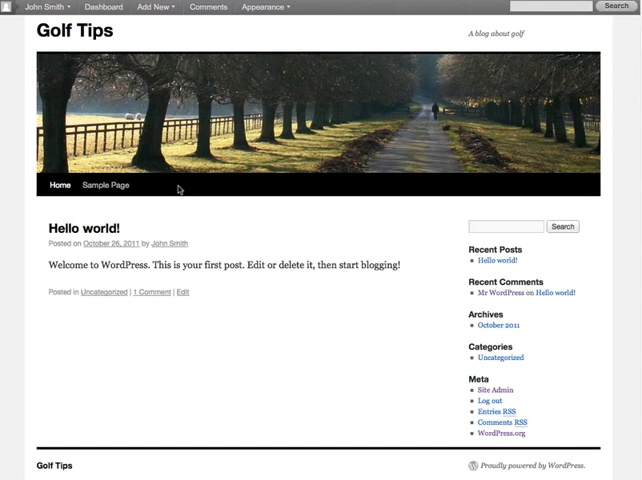 John Smith Dashboard Add New Comments Appearance Search
Golf Tips
A blog about golf
Home Sample Page
Hello world!
Posted on October 26, 2011 by John Smith
Welcome to WordPress. This is your first post. Edit or delete it, then start blogging!
Posted in Uncategorized | 1 Comment | Edit
Search
Recent Posts
Hello world!
Recent Comments
Mr WordPress on Hello world!
Archives
October 2011
Categories
Uncategorized
Meta
Site Admin
Log out
Entries RSS
Comments RSS
WordPress.org
Golf Tips
Proudly powered by WordPress.